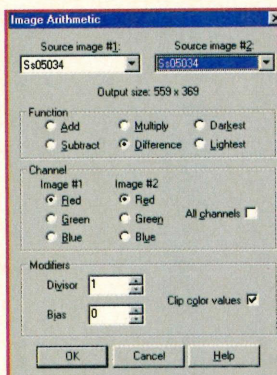 Image Arithmetic
Source image #1: Source image #2:
Ss05034 Ss05034
Output size: 559 x 369
Function
Add Multiply Darkest
Subtract Difference Lightest
Channel
Image #1 Image #2
Red Red
Green Green All channels
Blue Blue
Modifiers
Divisor 1
Clip color values
Bias 0
OK Cancel Help